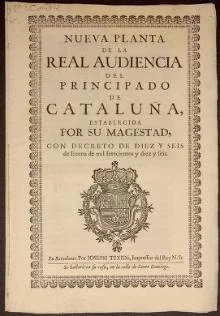 NUEVA PLANTA
DE LA
REAL AUDIENCIA
DEL
PRINCIPADO
DE
CATALUÑA,
ESTABLECIDA
POR SU MAGESTAD,
CON DECRETO DE DIEZ Y SEIS
de Enero de mil setecientos y diez y seis.
En Barcelona: Por JOSEPH TEXIDÒ, Impressor del Rey N. Sr.
Se hallarà en su casa, en la calle de Santo Domingo.